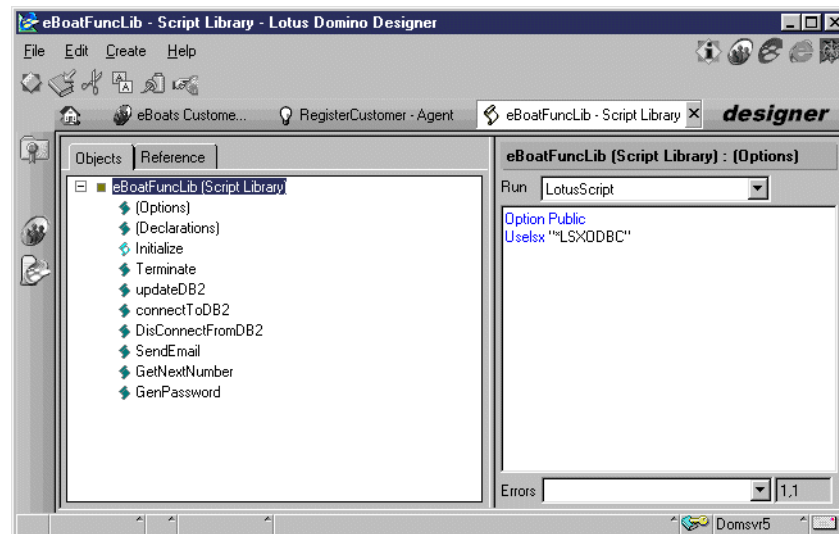 eBoatFuncLib - Script Library - Lotus Domino Designer
File Edit Create Help
eBoats Custome... RegisterCustomer - Agent eBoatFuncLib - Script Library designer
Objects Reference
eBoatFuncLib (Script Library) : (Options)
eBoatFuncLib (Script Library)
(Options)
(Declarations)
Initialize
Terminate
updateDB2
connectToDB2
DisConnectFromDB2
SendEmail
GetNextNumber
GenPassword
Run LotusScript
Option Public
Uselsx "*LSXODBC"
Errors 1,1
Domsvr5